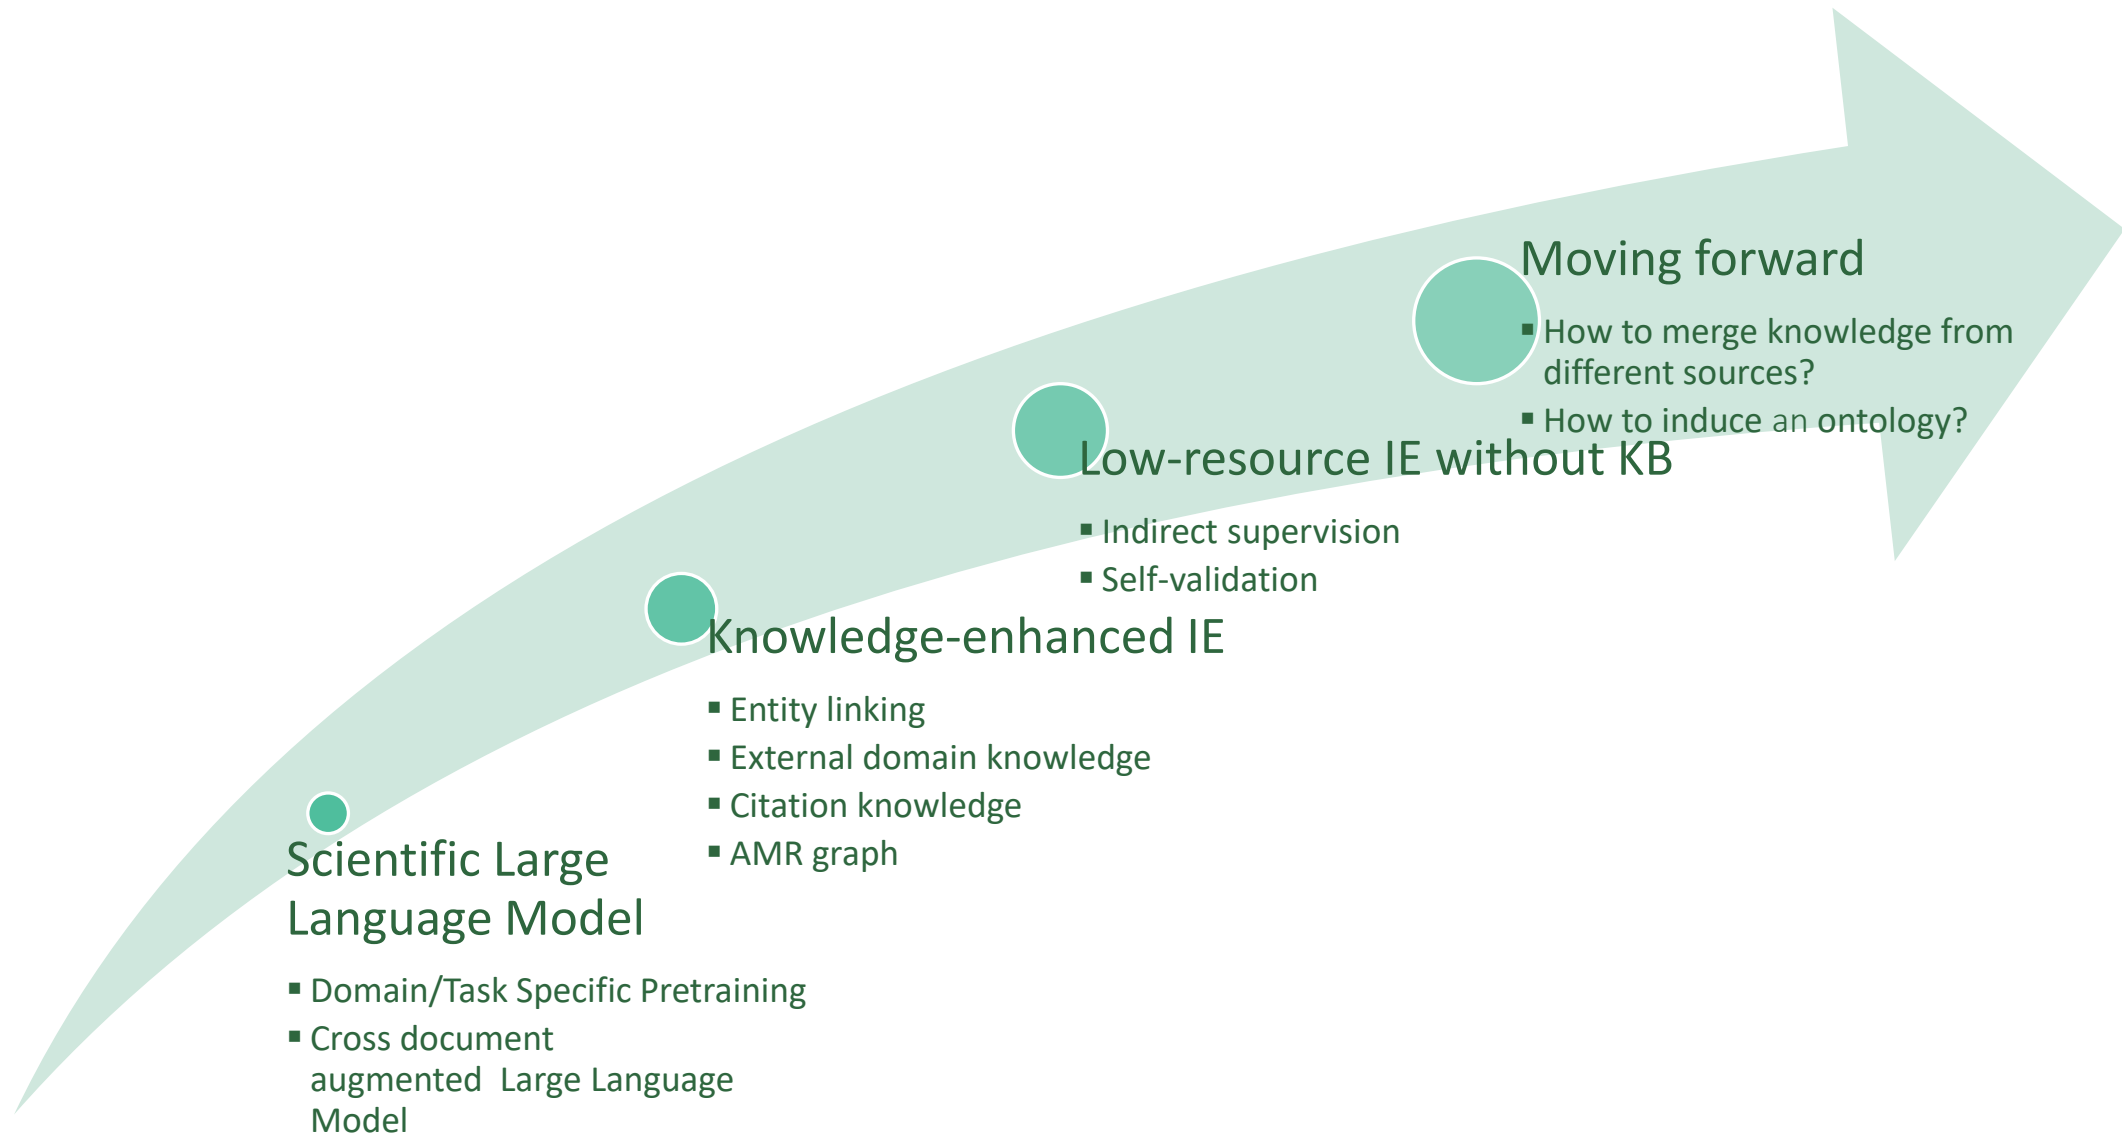 Scientific Large
Language Model
▪ Domain/Task Specific Pretraining
▪ Cross document
augmented  Large Language
Model
Knowledge-enhanced IE
▪ Entity linking
▪ External domain knowledge
▪ Citation knowledge
▪ AMR graph
Low-resource IE without KB
▪ Indirect supervision
▪ Self-validation
Moving forward
▪ How to merge knowledge from
different sources?
▪ How to induce an ontology?